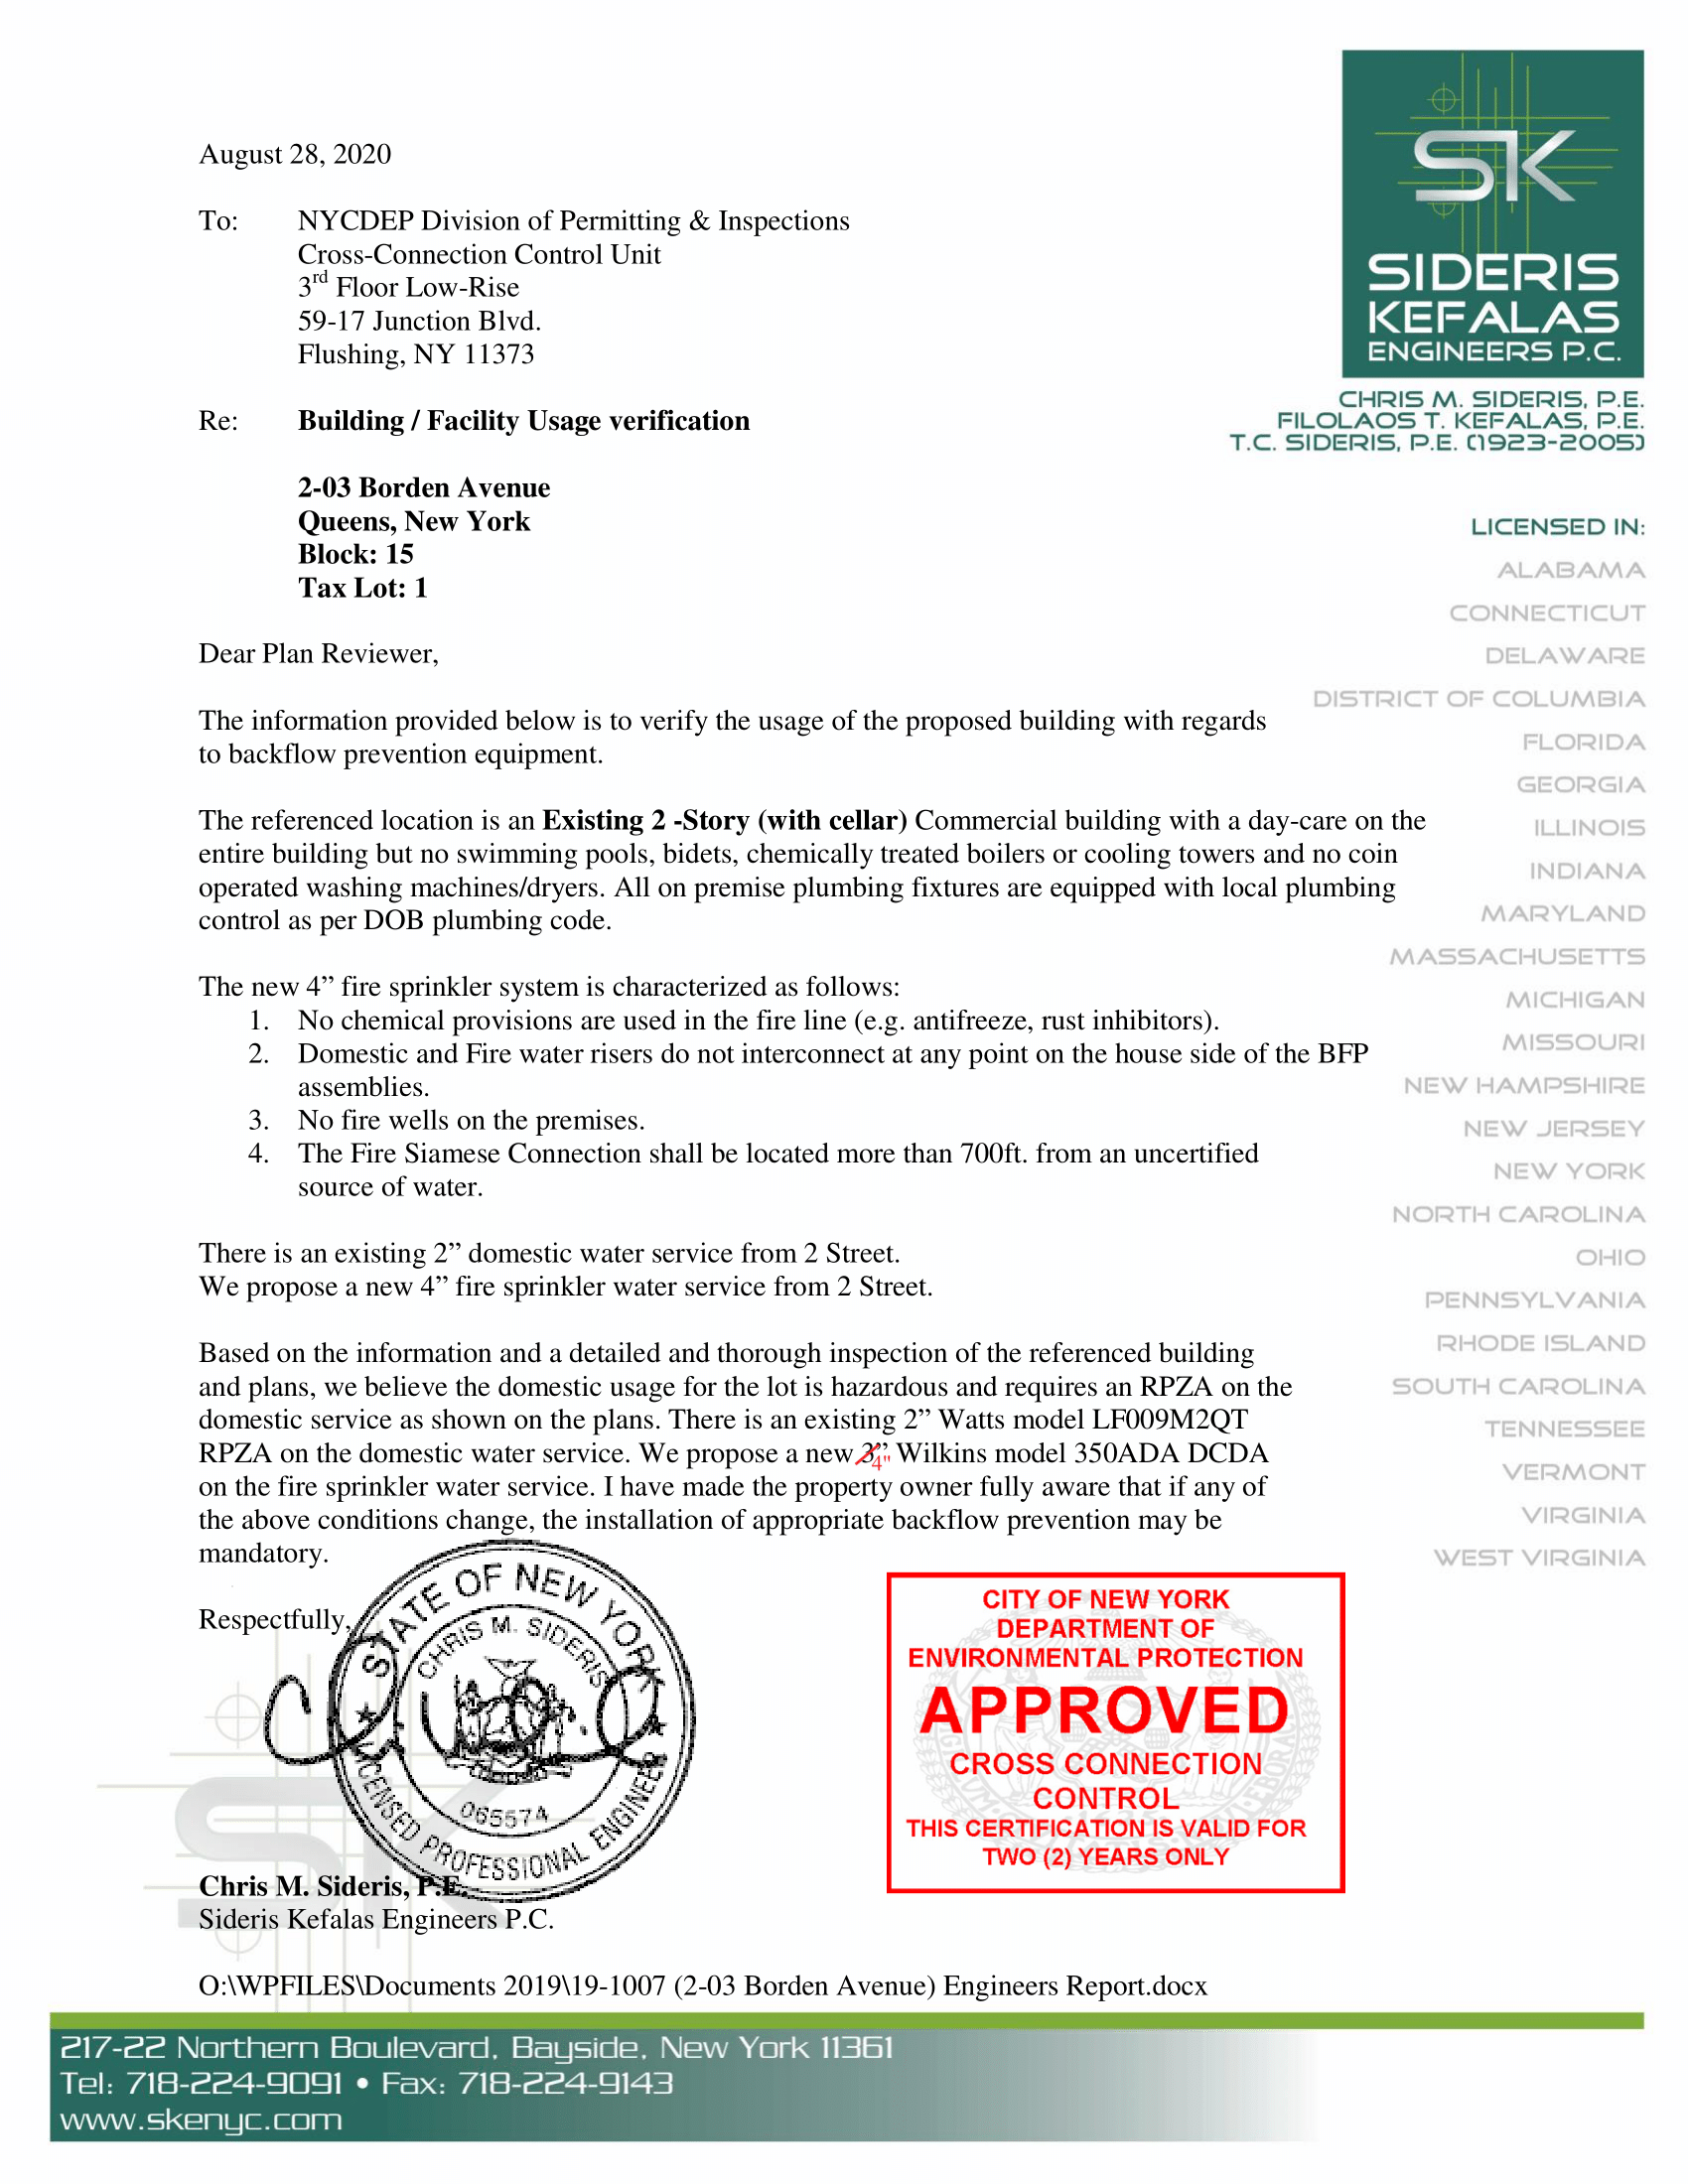 August 28, 2020
To: NYCDEP Division of Permitting & Inspections
Cross-Connection Control Unit
3rd Floor Low-Rise
59-17 Junction Blvd.
Flushing, NY 11373
Re: Building / Facility Usage verification
2-03 Borden Avenue
Queens, New York
Block: 15
Tax Lot: 1
SK
SIDERIS
KEFALAS
ENGINEERS P.C.
CHRIS M. SIDERIS, P.E.
FILOLAOS T. KEFALAS, P.E.
T.C. SIDERIS, P.E. (1923-2005)
LICENSED IN:
ALABAMA
CONNECTICUT
DELAWARE
DISTRICT OF COLUMBIA
FLORIDA
GEORGIA
ILLINOIS
INDIANA
MARYLAND
MASSACHUSETTS
MICHIGAN
MISSOURI
NEW HAMPSHIRE
NEW JERSEY
NEW YORK
NORTH CAROLINA
OHIO
PENNSYLVANIA
RHODE ISLAND
SOUTH CAROLINA
TENNESSEE
VERMONT
VIRGINIA
WEST VIRGINIA
Dear Plan Reviewer,
The information provided below is to verify the usage of the proposed building with regards
to backflow prevention equipment.
The referenced location is an Existing 2 -Story (with cellar) Commercial building with a day-care on the
entire building but no swimming pools, bidets, chemically treated boilers or cooling towers and no coin
operated washing machines/dryers. All on premise plumbing fixtures are equipped with local plumbing
control as per DOB plumbing code.
The new 4” fire sprinkler system is characterized as follows:
1. No chemical provisions are used in the fire line (e.g. antifreeze, rust inhibitors).
2. Domestic and Fire water risers do not interconnect at any point on the house side of the BFP
assemblies.
3. No fire wells on the premises.
4. The Fire Siamese Connection shall be located more than 700ft. from an uncertified
source of water.
There is an existing 2” domestic water service from 2 Street.
We propose a new 4” fire sprinkler water service from 2 Street.
Based on the information and a detailed and thorough inspection of the referenced building
and plans, we believe the domestic usage for the lot is hazardous and requires an RPZA on the
domestic service as shown on the plans. There is an existing 2” Watts model LF009M2QT
RPZA on the domestic water service. We propose a new 3” 4" Wilkins model 350ADA DCDA
on the fire sprinkler water service. I have made the property owner fully aware that if any of
the above conditions change, the installation of appropriate backflow prevention may be
mandatory.
Respectfully,
STATE OF NEW YORK
CHRIS M. SIDERIS
065574
LICENSED PROFESSIONAL ENGINEER
CITY OF NEW YORK
DEPARTMENT OF
ENVIRONMENTAL PROTECTION
APPROVED
CROSS CONNECTION
CONTROL
THIS CERTIFICATION IS VALID FOR
TWO (2) YEARS ONLY
SK
Chris M. Sideris, P.E.
Sideris Kefalas Engineers P.C.
O:\WPFILES\Documents 2019\19-1007 (2-03 Borden Avenue) Engineers Report.docx
217-22 Northern Boulevard, Bayside, New York 11361
Tel: 718-224-9091 • Fax: 718-224-9143
www.skenyc.com